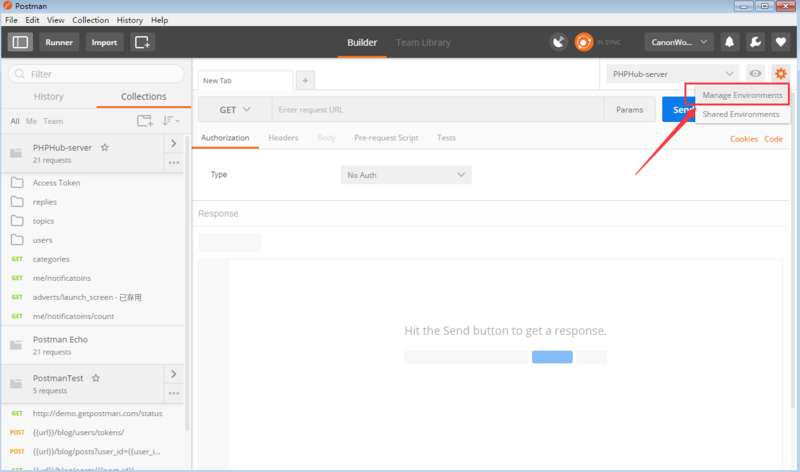 Postman
File Edit View Collection History Help
Runner Import Builder Team Library IN SYNC CanonWo...
Filter
History Collections
All Me Team
PHPHub-server
21 requests
Access Token
replies
topics
users
GET categories
GET me/notificatoins
GET adverts/launch_screen - 已弃用
GET me/notificatoins/count
Postman Echo
21 requests
PostmanTest
5 requests
GET http://demo.getpostman.com/status
POST {{url}}/blog/users/tokens/
POST {{url}}/blog/posts?user_id={{user_i...
GET {{url}}/blog/posts/{{post_id}}
New Tab
PHPHub-server
Manage Environments
Shared Environments
GET Enter request URL Params Send
Authorization Headers Body Pre-request Script Tests Cookies Code
Type No Auth
Response
Hit the Send button to get a response.